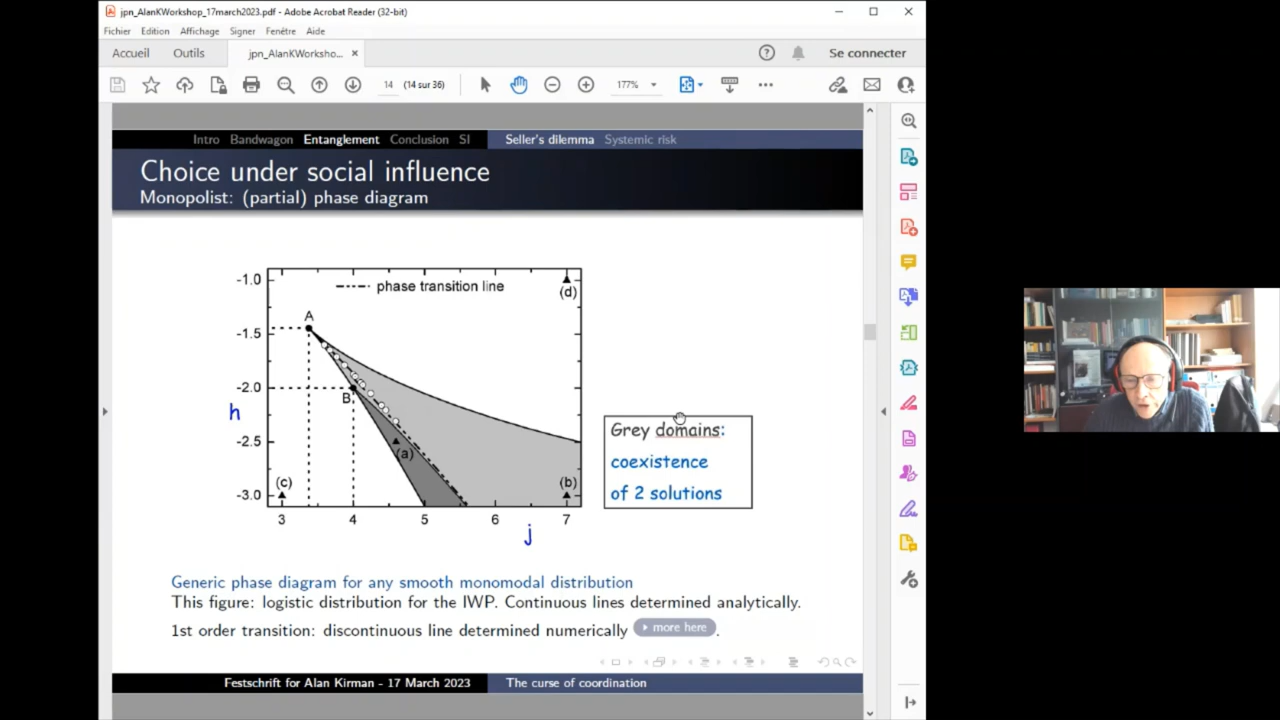 jpn_AlanKWorkshop_17march2023.pdf - Adobe Acrobat Reader (32-bit)
Fichier Edition Affichage Signer Fenêtre Aide
Accueil Outils jpn_AlanKWorksho... × Se connecter
14 (14 sur 36) 177%
Intro Bandwagon Entanglement Conclusion SI Seller's dilemma Systemic risk
Choice under social influence
Monopolist: (partial) phase diagram
-1.0
-1.5
-2.0
-2.5
-3.0
h
phase transition line
(d)
A
B
(a)
(c)
(b)
3 4 5 6 7
j
Grey domains:
coexistence
of 2 solutions
Generic phase diagram for any smooth monomodal distribution
This figure: logistic distribution for the IWP. Continuous lines determined analytically.
1st order transition: discontinuous line determined numerically more here .
Festschrift for Alan Kirman - 17 March 2023 The curse of coordination